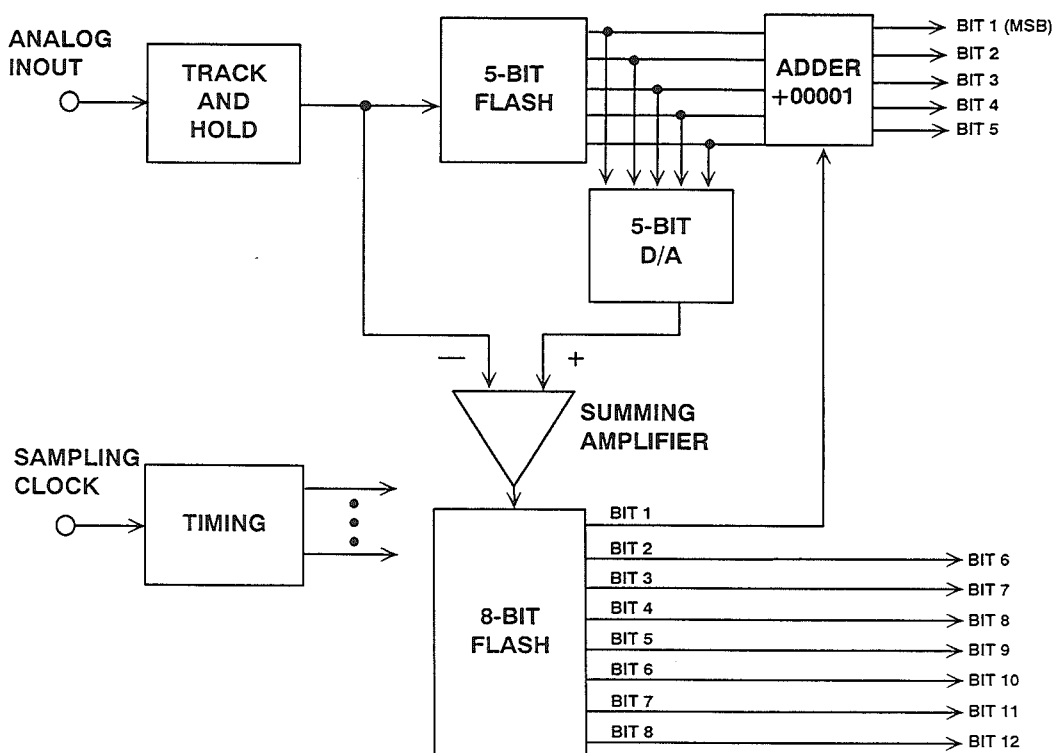 ANALOG
INOUT
TRACK
AND
HOLD
5-BIT
FLASH
ADDER
+00001
BIT 1 (MSB)
BIT 2
BIT 3
BIT 4
BIT 5
5-BIT
D/A
—
+
SUMMING
AMPLIFIER
SAMPLING
CLOCK
TIMING
8-BIT
FLASH
BIT 1
BIT 2
BIT 3
BIT 4
BIT 5
BIT 6
BIT 7
BIT 8
BIT 6
BIT 7
BIT 8
BIT 9
BIT 10
BIT 11
BIT 12